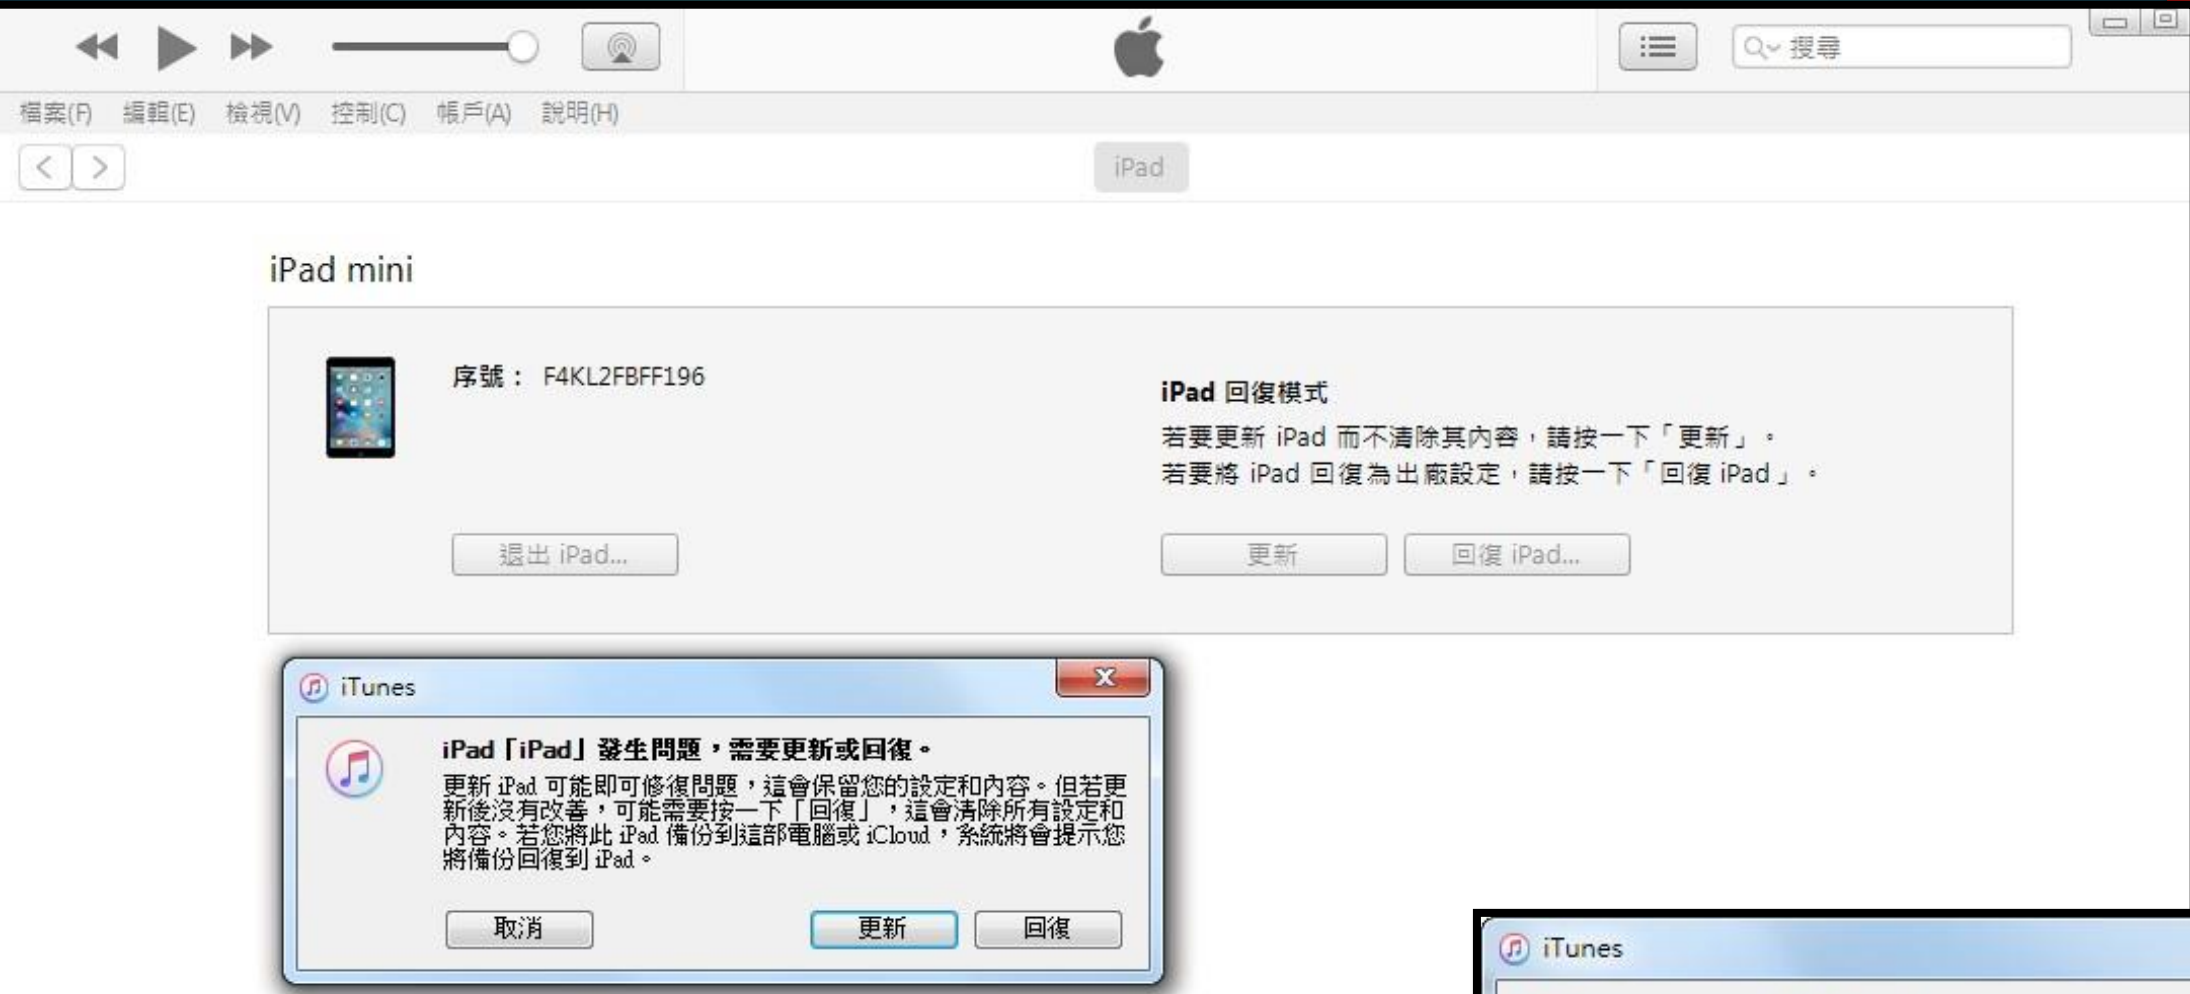 搜尋
檔案(F) 編輯(E) 檢視(V) 控制(C) 帳戶(A) 說明(H)
iPad
iPad mini
序號： F4KL2FBFF196
iPad 回復模式
若要更新 iPad 而不清除其內容，請按一下「更新」。
若要將 iPad 回復為出廠設定，請按一下「回復 iPad」。
退出 iPad...
更新
回復 iPad...
iTunes
iPad「iPad」發生問題，需要更新或回復。
更新 iPad 可能即可修復問題，這會保留您的設定和內容。但若更
新後沒有改善，可能需要按一下「回復」，這會清除所有設定和
內容。若您將此 iPad 備份到這部電腦或 iCloud，系統將會提示您
將備份回復到 iPad。
取消
更新
回復
iTunes